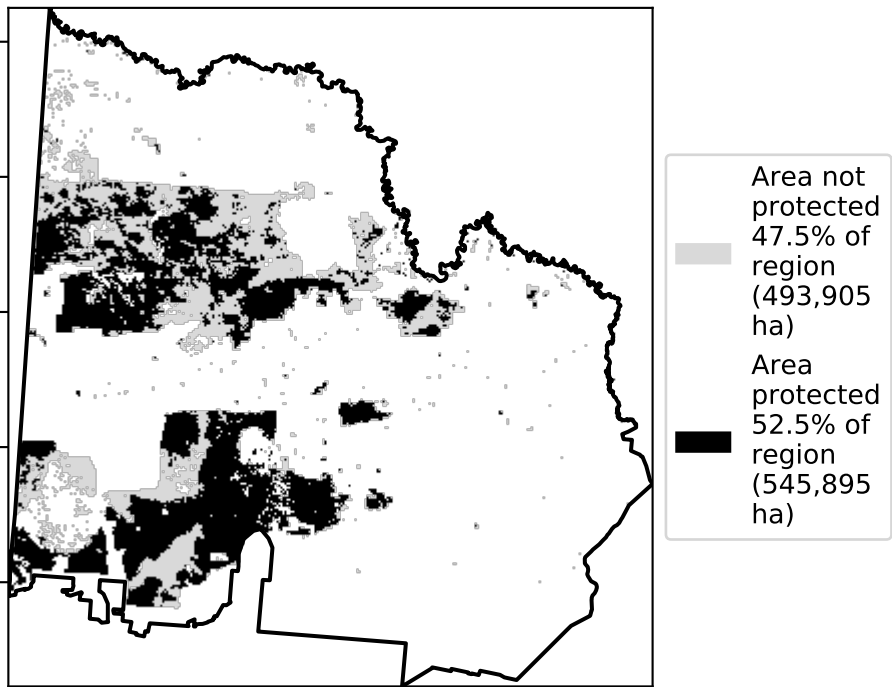 Area not
protected
47.5% of
region
(493,905
ha)
Area
protected
52.5% of
region
(545,895
ha)